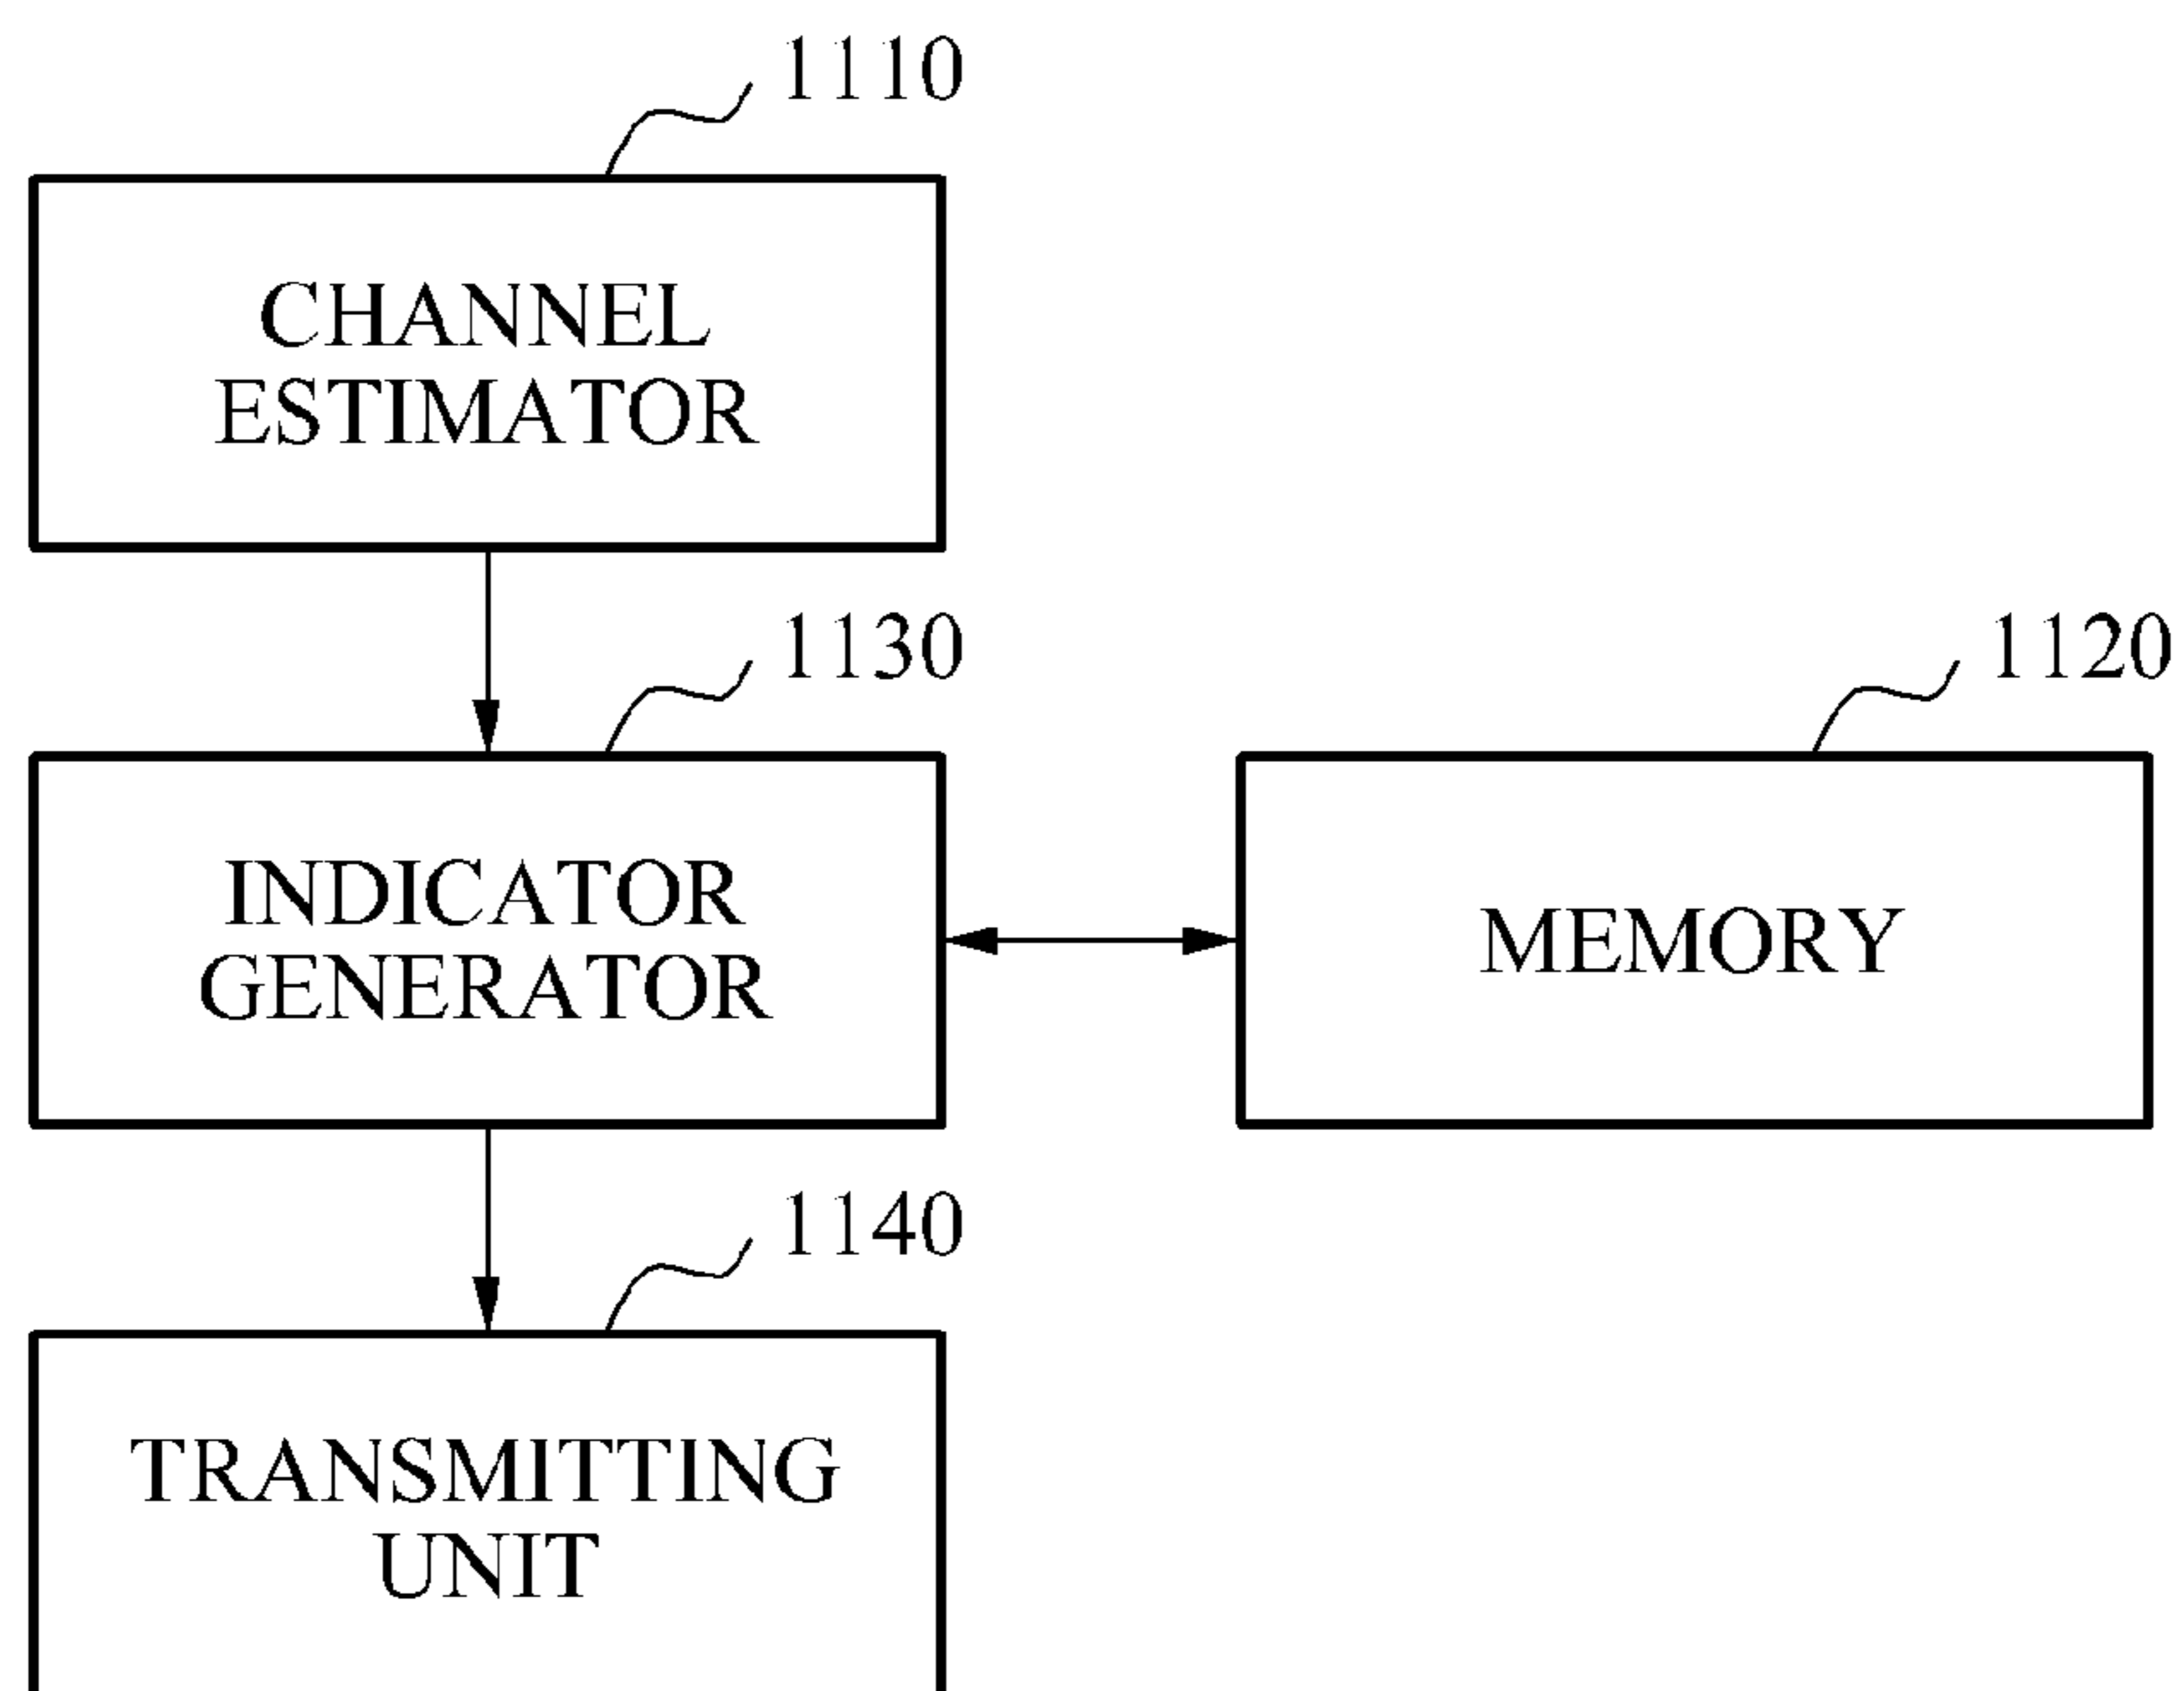 1110
CHANNEL
ESTIMATOR
1130
1120
INDICATOR
GENERATOR
MEMORY
1140
TRANSMITTING
UNIT